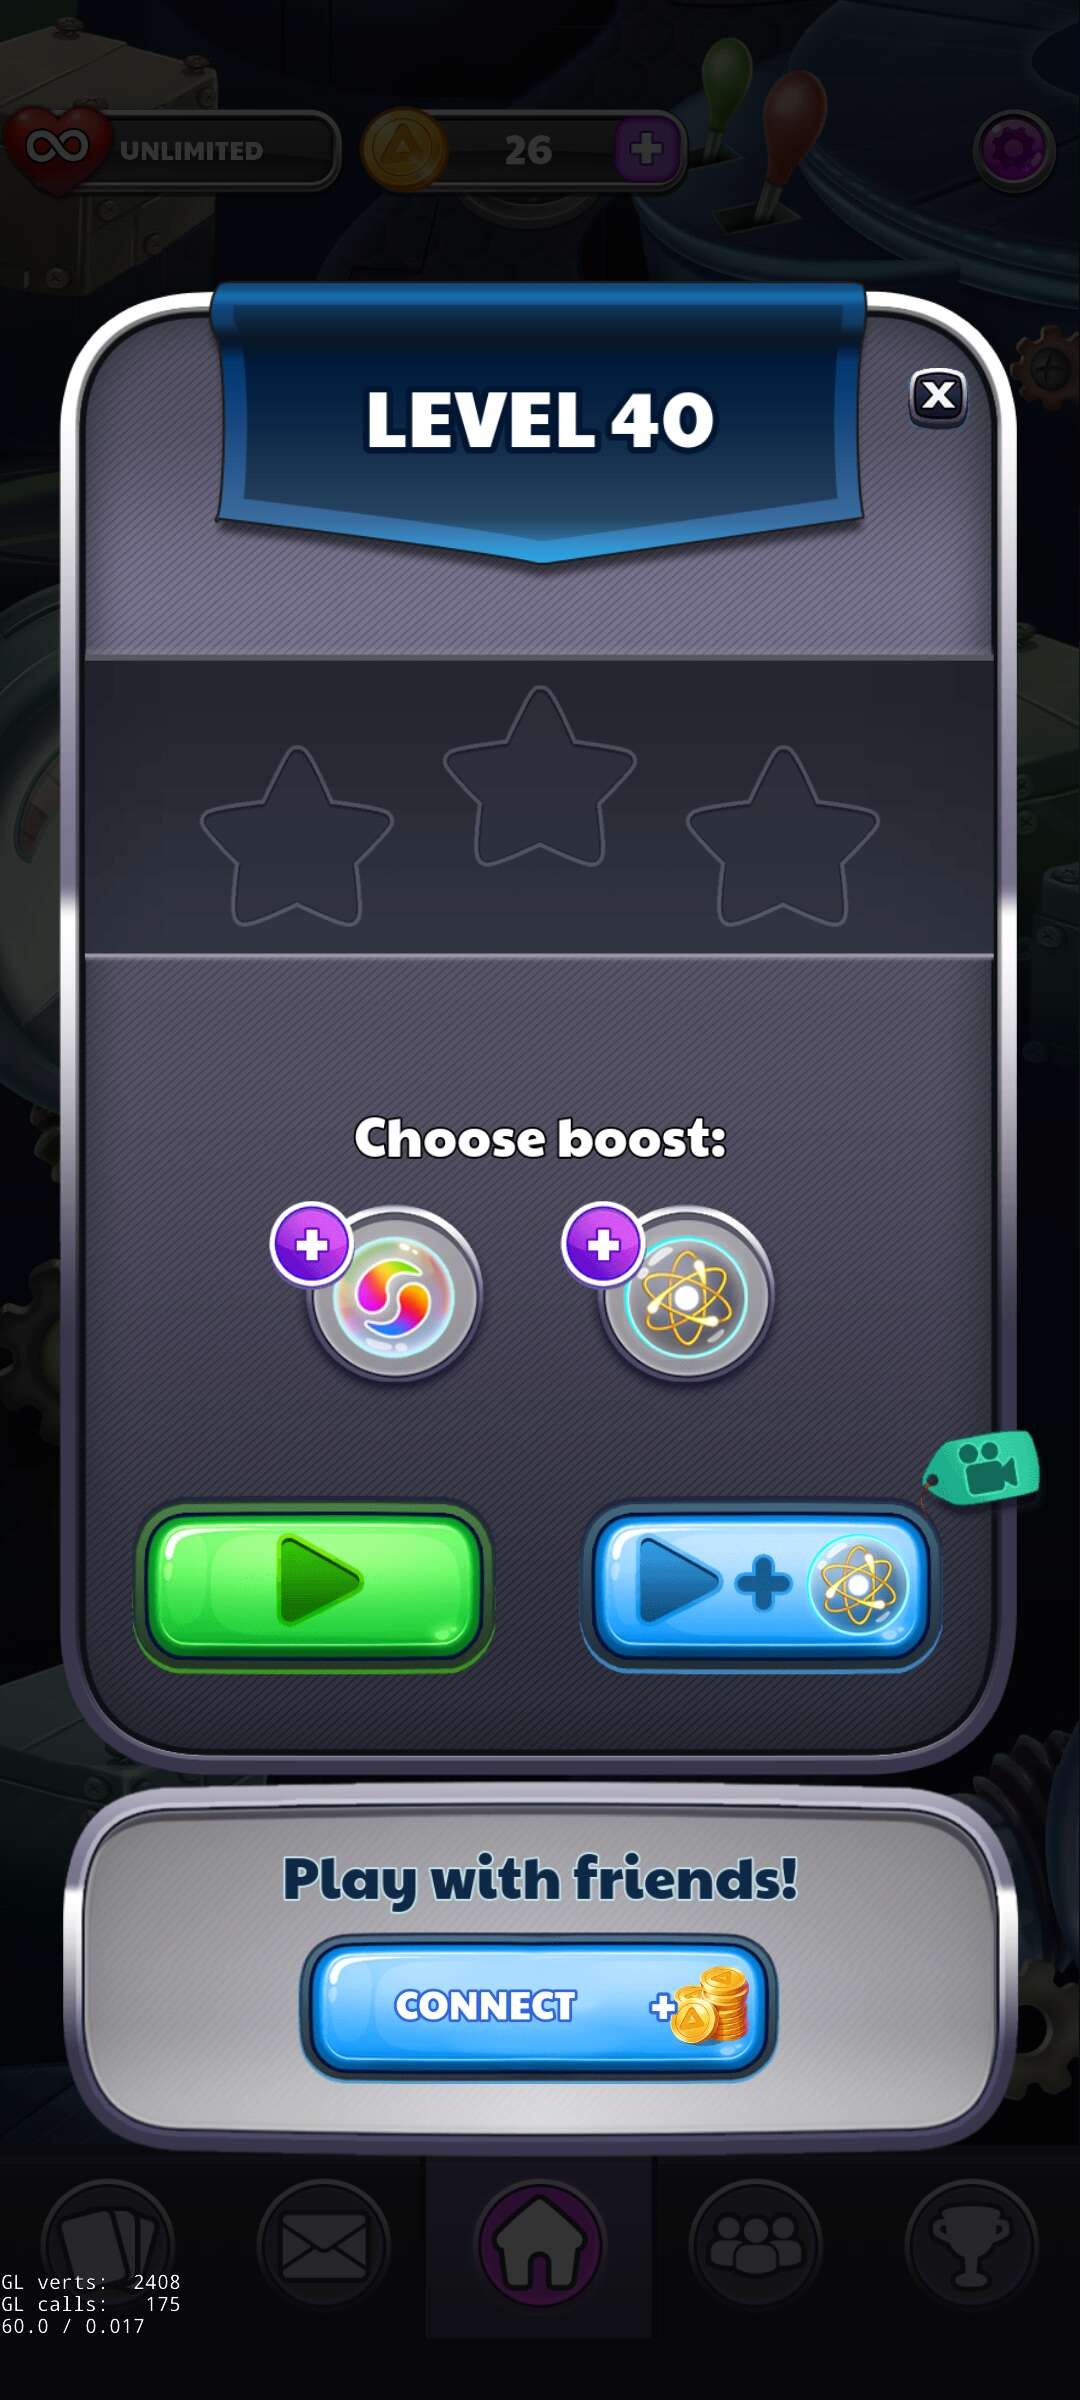 UNLIMITED
26
LEVEL 40
Choose boost:
Play with friends!
CONNECT +
GL verts: 2408
GL calls: 175
60.0 / 0.017